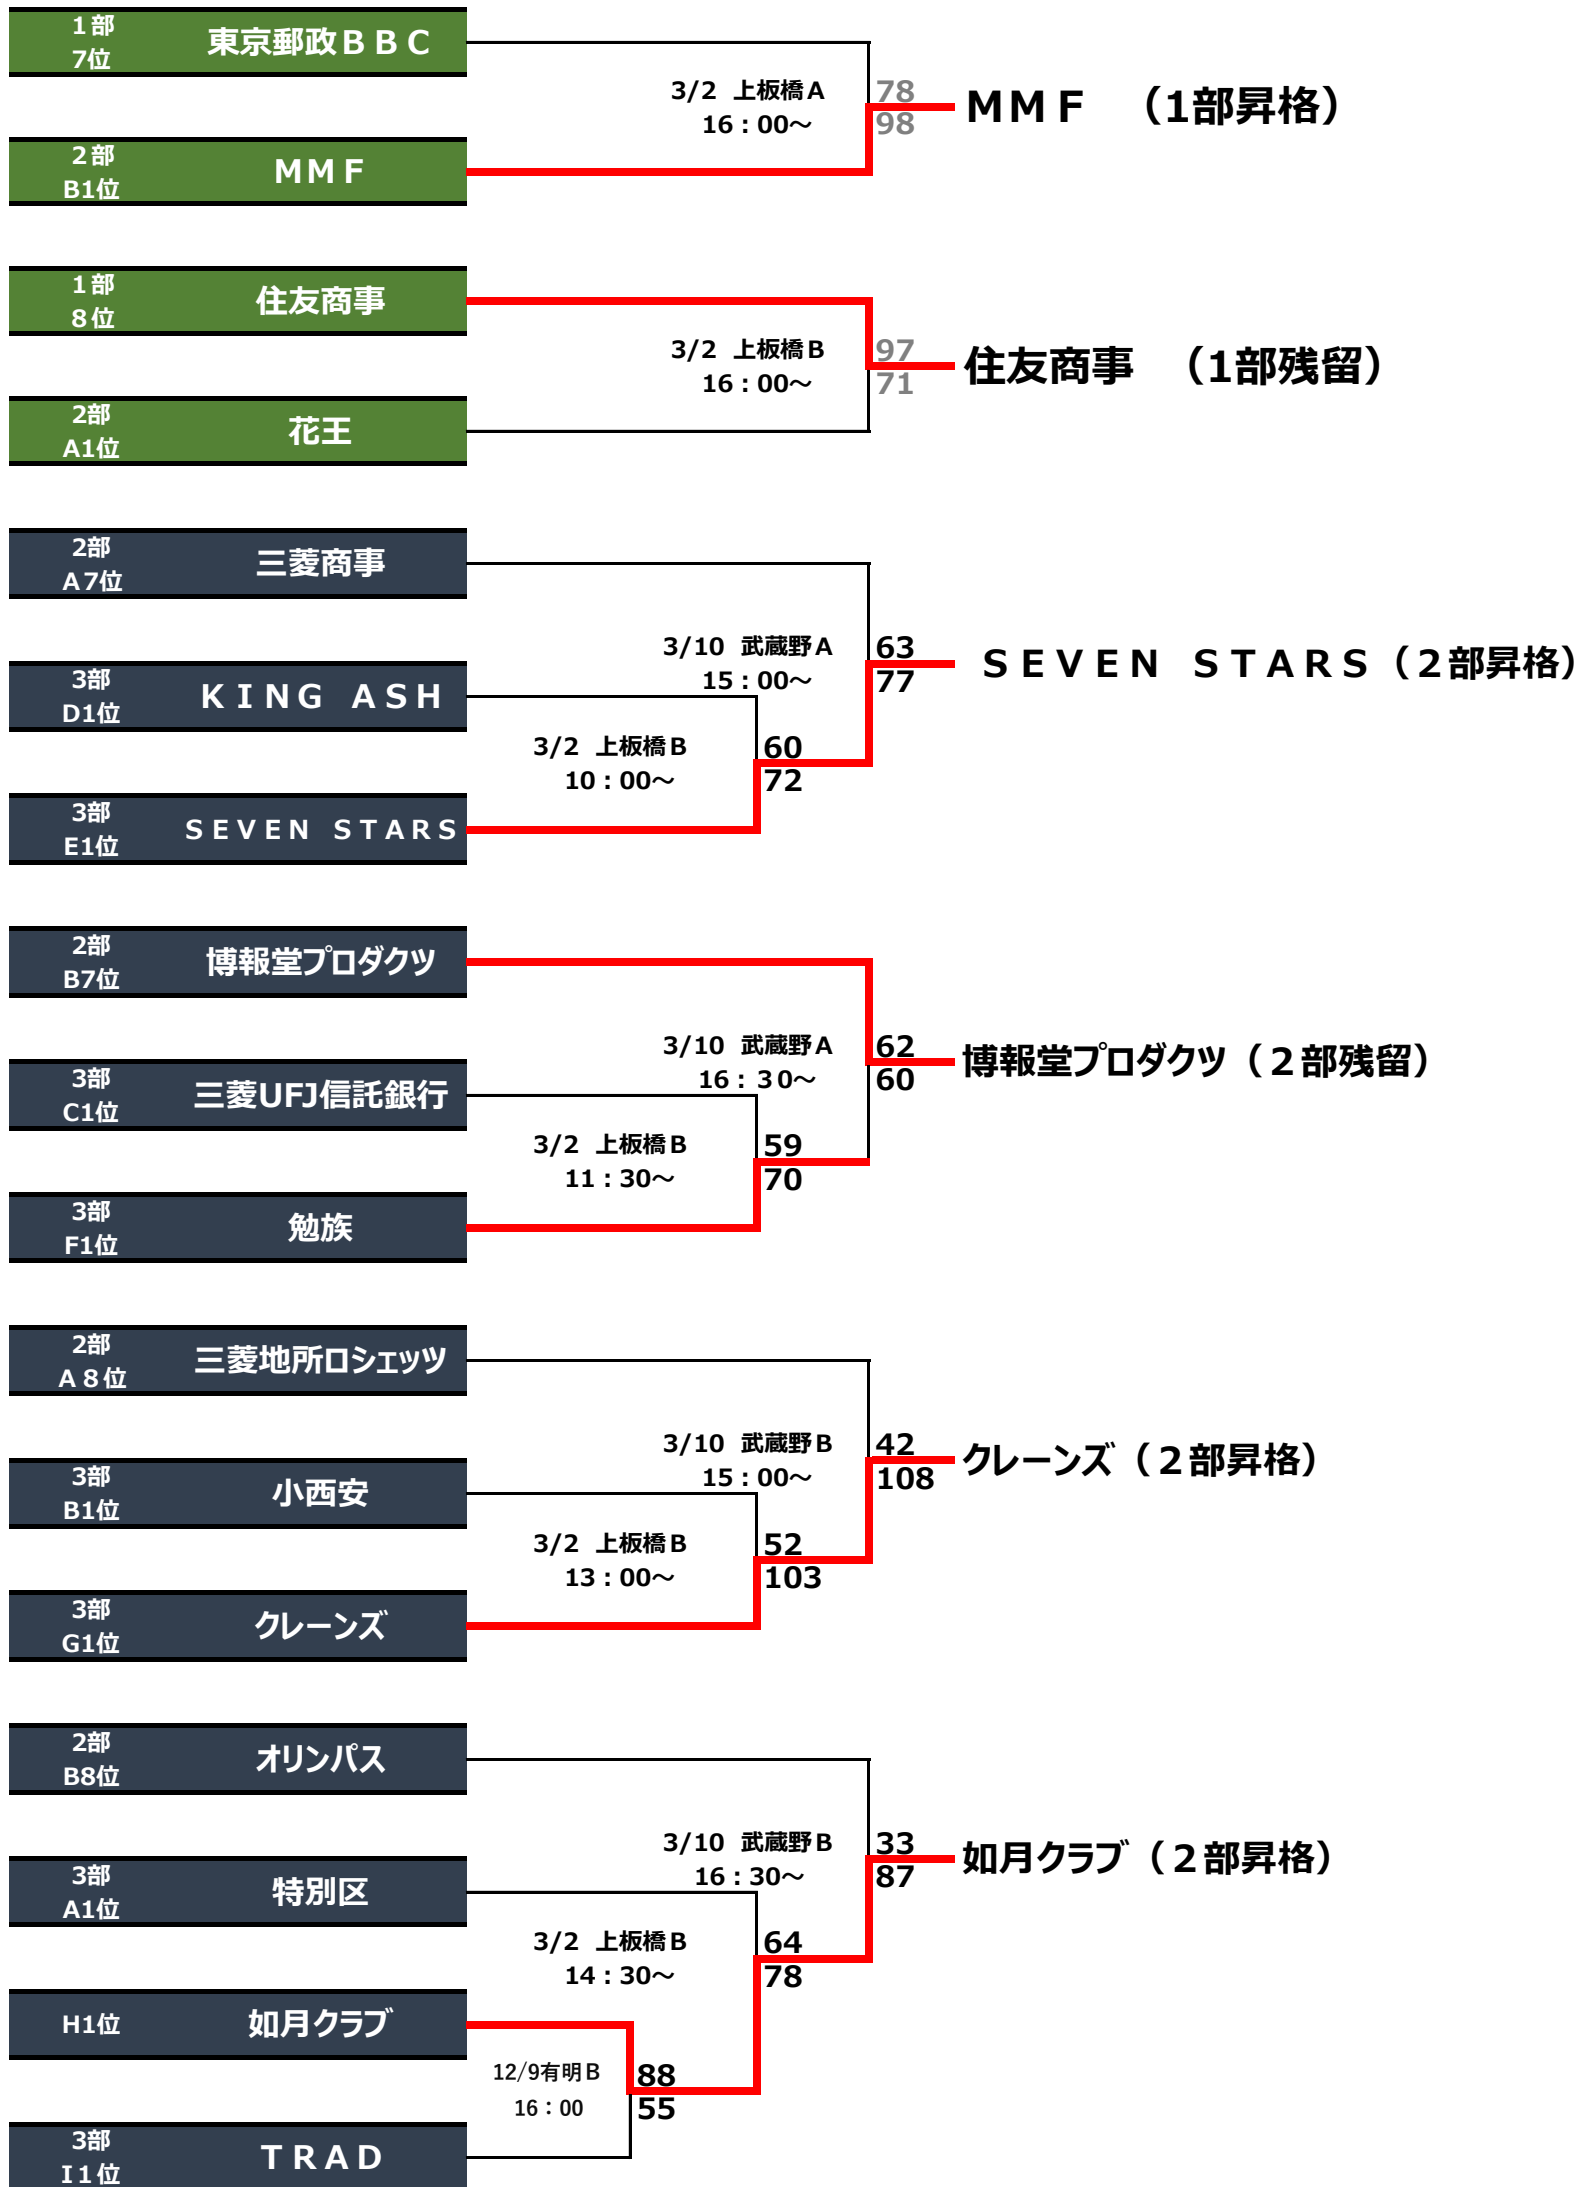 １部
7位
東京郵政ＢＢＣ
3/2 上板橋Ａ
16：00～
78
98
ＭＭＦ （1部昇格）
２部
B1位
ＭＭＦ
１部
８位
住友商事
3/2 上板橋Ｂ
16：00～
97
71
住友商事 （1部残留）
2部
A1位
花王
2部
Ａ7位
三菱商事
3/10 武蔵野Ａ
15：00～
63
77
ＳＥＶＥＮ ＳＴＡＲＳ（２部昇格）
3部
D1位
ＫＩＮＧ ＡＳＨ
3/2 上板橋Ｂ
10：00～
60
72
3部
E1位
ＳＥＶＥＮ ＳＴＡＲＳ
2部
B7位
博報堂プロダクツ
3/10 武蔵野Ａ
16：３0～
62
60
博報堂プロダクツ（２部残留）
3部
C1位
三菱UFJ信託銀行
3/2 上板橋Ｂ
11：30～
59
70
3部
F1位
勉族
2部
Ａ８位
三菱地所ロシェッツ
3/10 武蔵野Ｂ
15：00～
42
108
クレーンズ（２部昇格）
3部
B1位
小西安
3/2 上板橋Ｂ
13：00～
52
103
3部
G1位
クレーンズ
2部
B8位
オリンパス
3/10 武蔵野Ｂ
16：30～
33
87
如月クラブ（２部昇格）
3部
A1位
特別区
3/2 上板橋Ｂ
14：30～
64
78
H1位
如月クラブ
12/9有明Ｂ
16：00
88
55
3部
Ｉ１位
ＴＲＡＤ